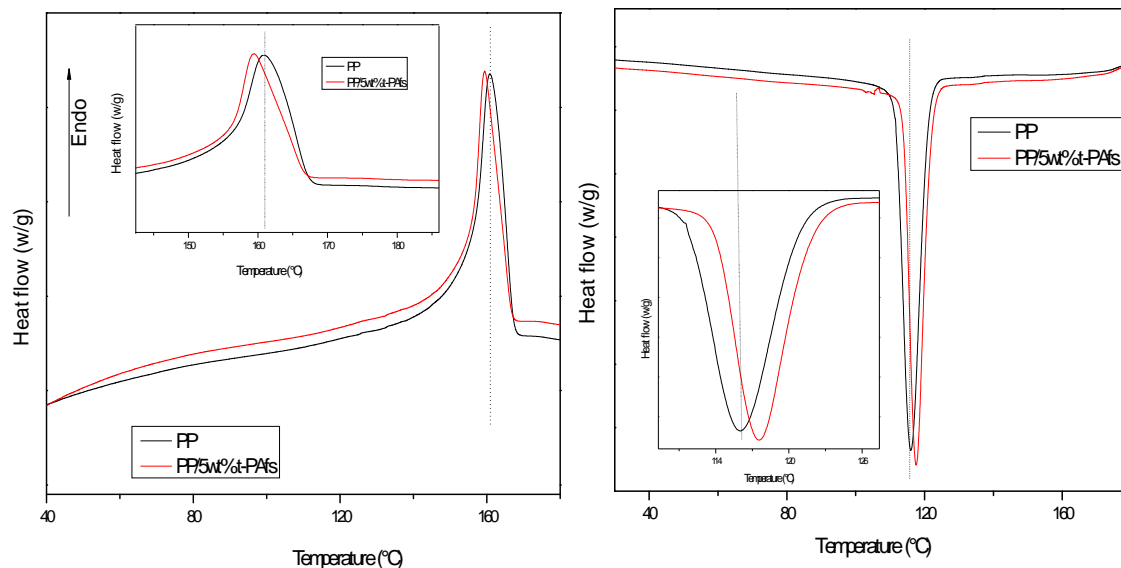 Endo
Heat flow (w/g)
PP
PP/5wt%t-PAfs
Heat flow (w/g)
150 160 170 180
Temperature (°C)
PP
PP/5wt%t-PAfs
40 80 120 160
Temperature (°C)
Heat flow (w/g)
PP
PP/5wt%t-PAfs
Heat flow (w/g)
114 120 126
Temperature (°C)
40 80 120 160
Temperature (°C)